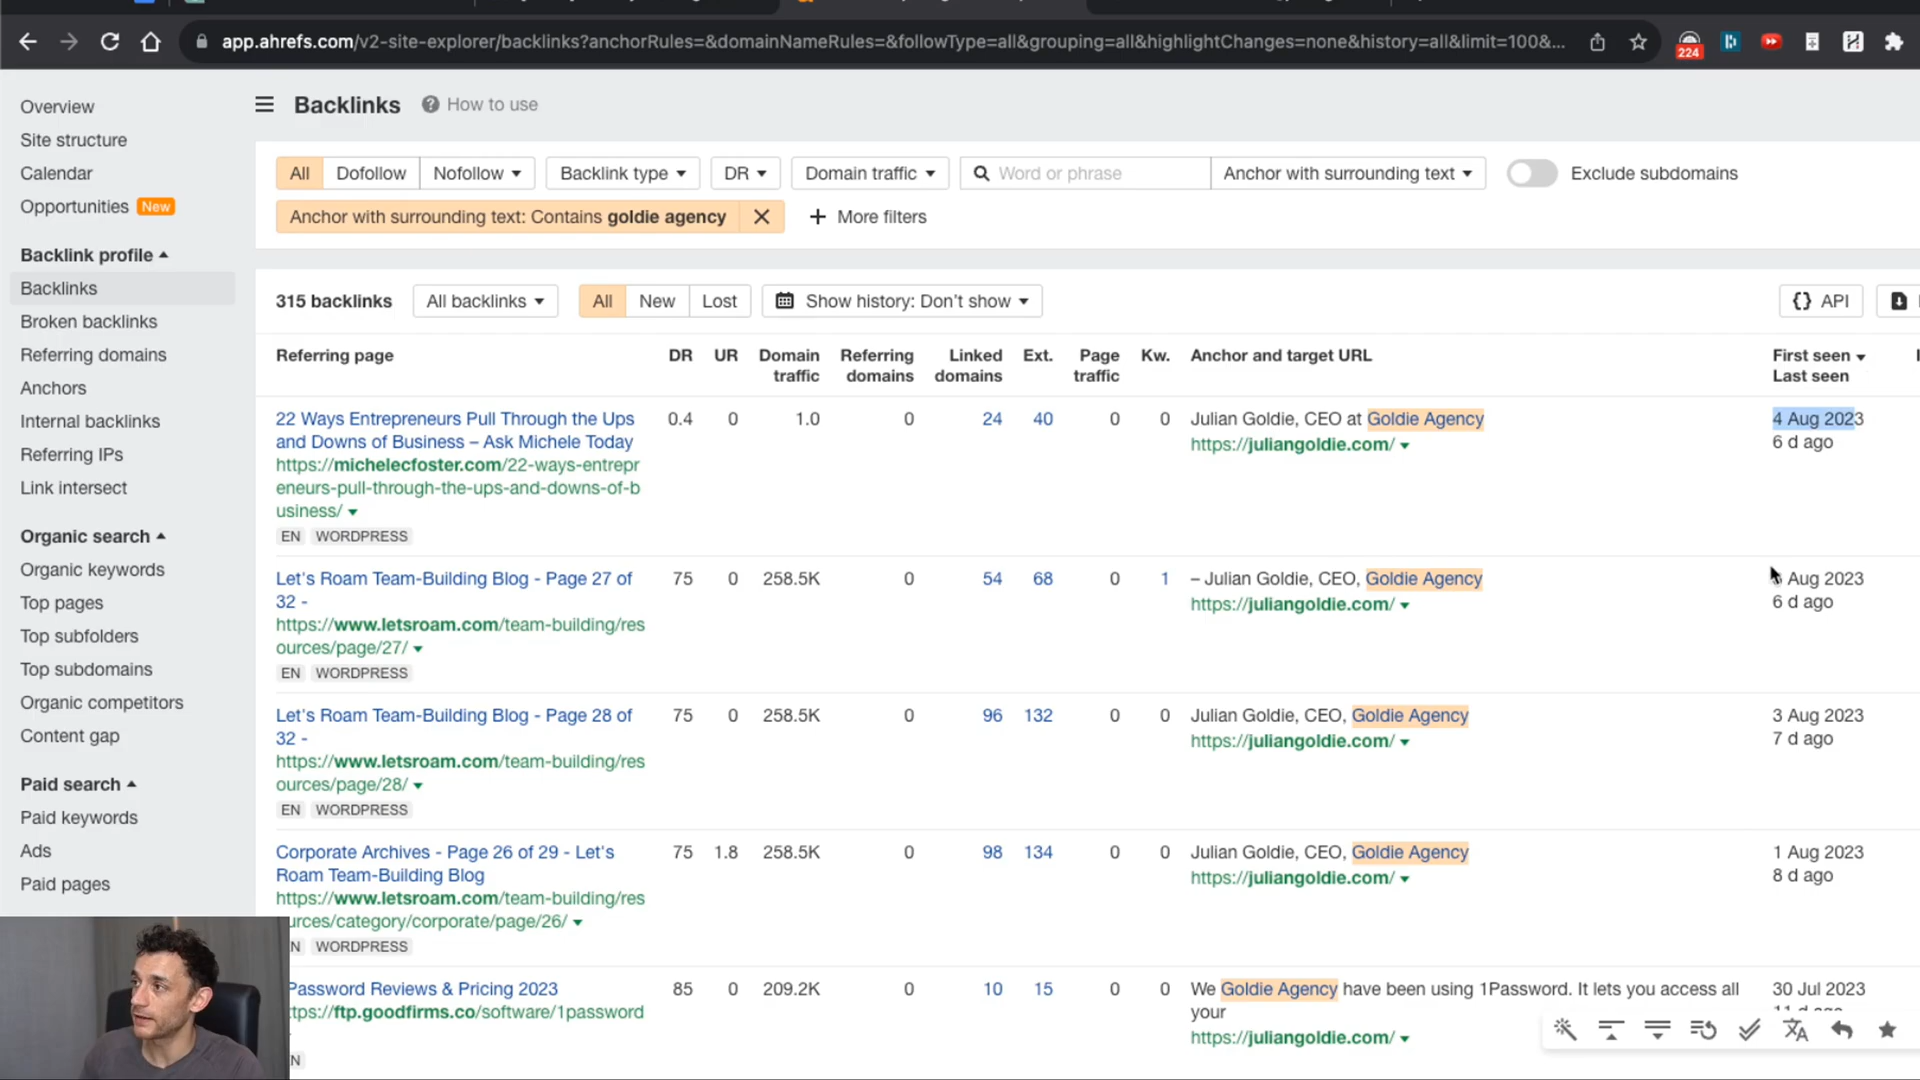 app.ahrefs.com/v2-site-explorer/backlinks?anchorRules=&domainNameRules=&followType=all&grouping=all&highlightChanges=none&history=all&limit=100&...
224
Overview
Site structure
Calendar
Opportunities New
Backlink profile
Backlinks
Broken backlinks
Referring domains
Anchors
Internal backlinks
Referring IPs
Link intersect
Organic search
Organic keywords
Top pages
Top subfolders
Top subdomains
Organic competitors
Content gap
Paid search
Paid keywords
Ads
Paid pages
Backlinks ? How to use
All Dofollow Nofollow Backlink type DR Domain traffic Word or phrase Anchor with surrounding text Exclude subdomains
Anchor with surrounding text: Contains goldie agency + More filters
315 backlinks All backlinks All New Lost Show history: Don't show {} API
Referring page DR UR Domain traffic Referring domains Linked domains Ext. Page traffic Kw. Anchor and target URL First seen Last seen
22 Ways Entrepreneurs Pull Through the Ups 0.4 0 1.0 0 24 40 0 0 Julian Goldie, CEO at Goldie Agency 4 Aug 2023
and Downs of Business – Ask Michele Today https://juliangoldie.com/ 6 d ago
https://michelecfoster.com/22-ways-entrepr
eneurs-pull-through-the-ups-and-downs-of-b
usiness/
EN WORDPRESS
Let's Roam Team-Building Blog - Page 27 of 75 0 258.5K 0 54 68 0 1 – Julian Goldie, CEO, Goldie Agency Aug 2023
32 - https://juliangoldie.com/ 6 d ago
https://www.letsroam.com/team-building/res
ources/page/27/
EN WORDPRESS
Let's Roam Team-Building Blog - Page 28 of 75 0 258.5K 0 96 132 0 0 Julian Goldie, CEO, Goldie Agency 3 Aug 2023
32 - https://juliangoldie.com/ 7 d ago
https://www.letsroam.com/team-building/res
ources/page/28/
EN WORDPRESS
Corporate Archives - Page 26 of 29 - Let's 75 1.8 258.5K 0 98 134 0 0 Julian Goldie, CEO, Goldie Agency 1 Aug 2023
Roam Team-Building Blog https://juliangoldie.com/ 8 d ago
https://www.letsroam.com/team-building/res
ources/category/corporate/page/26/
WORDPRESS
Password Reviews & Pricing 2023 85 0 209.2K 0 10 15 0 0 We Goldie Agency have been using 1Password. It lets you access all 30 Jul 2023
ttps://ftp.goodfirms.co/software/1password your
https://juliangoldie.com/